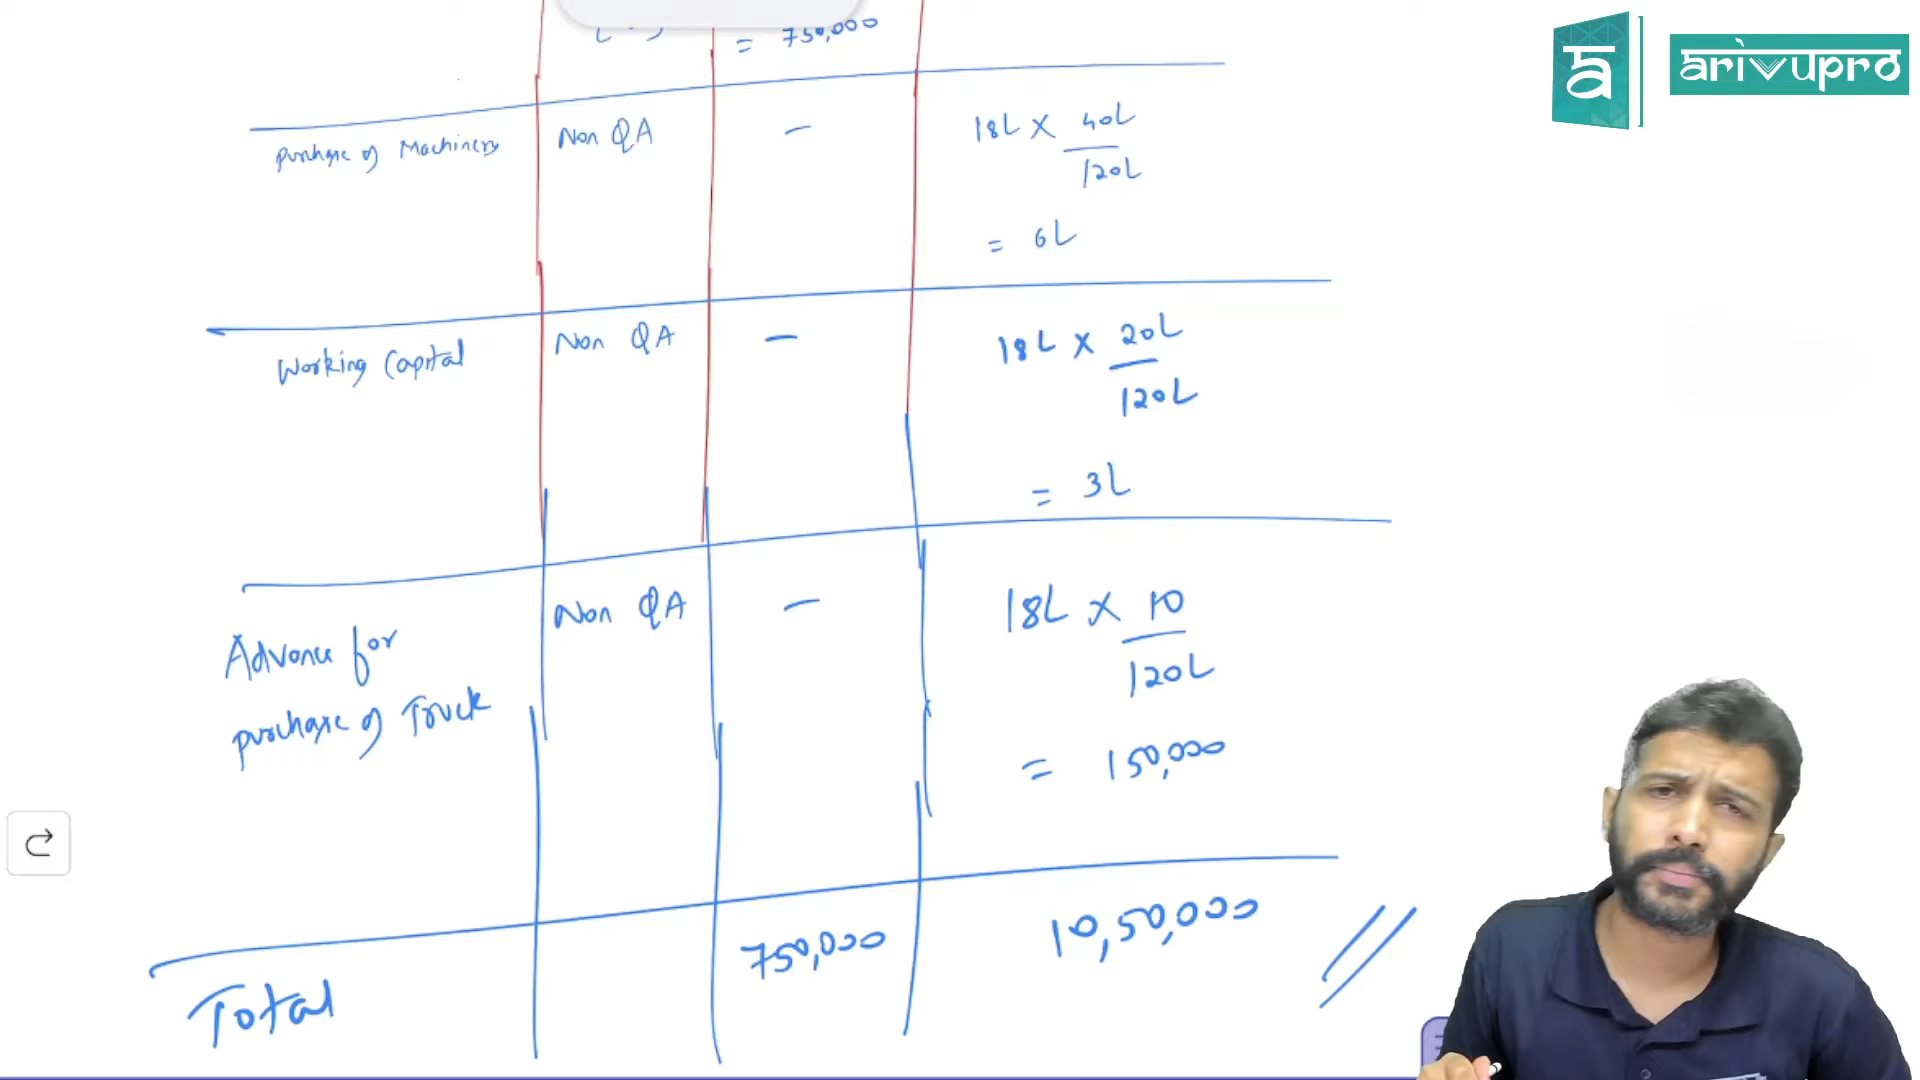 = 750,000
arivupro
Purchase of Machinery Non QA — 18L X 40L
120L
= 6L
Working Capital Non QA — 18L X 20L
120L
= 3L
Advance for Non QA — 18L X 10
purchase of Truck 120L
= 150,000
Total 750,000 10,50,000